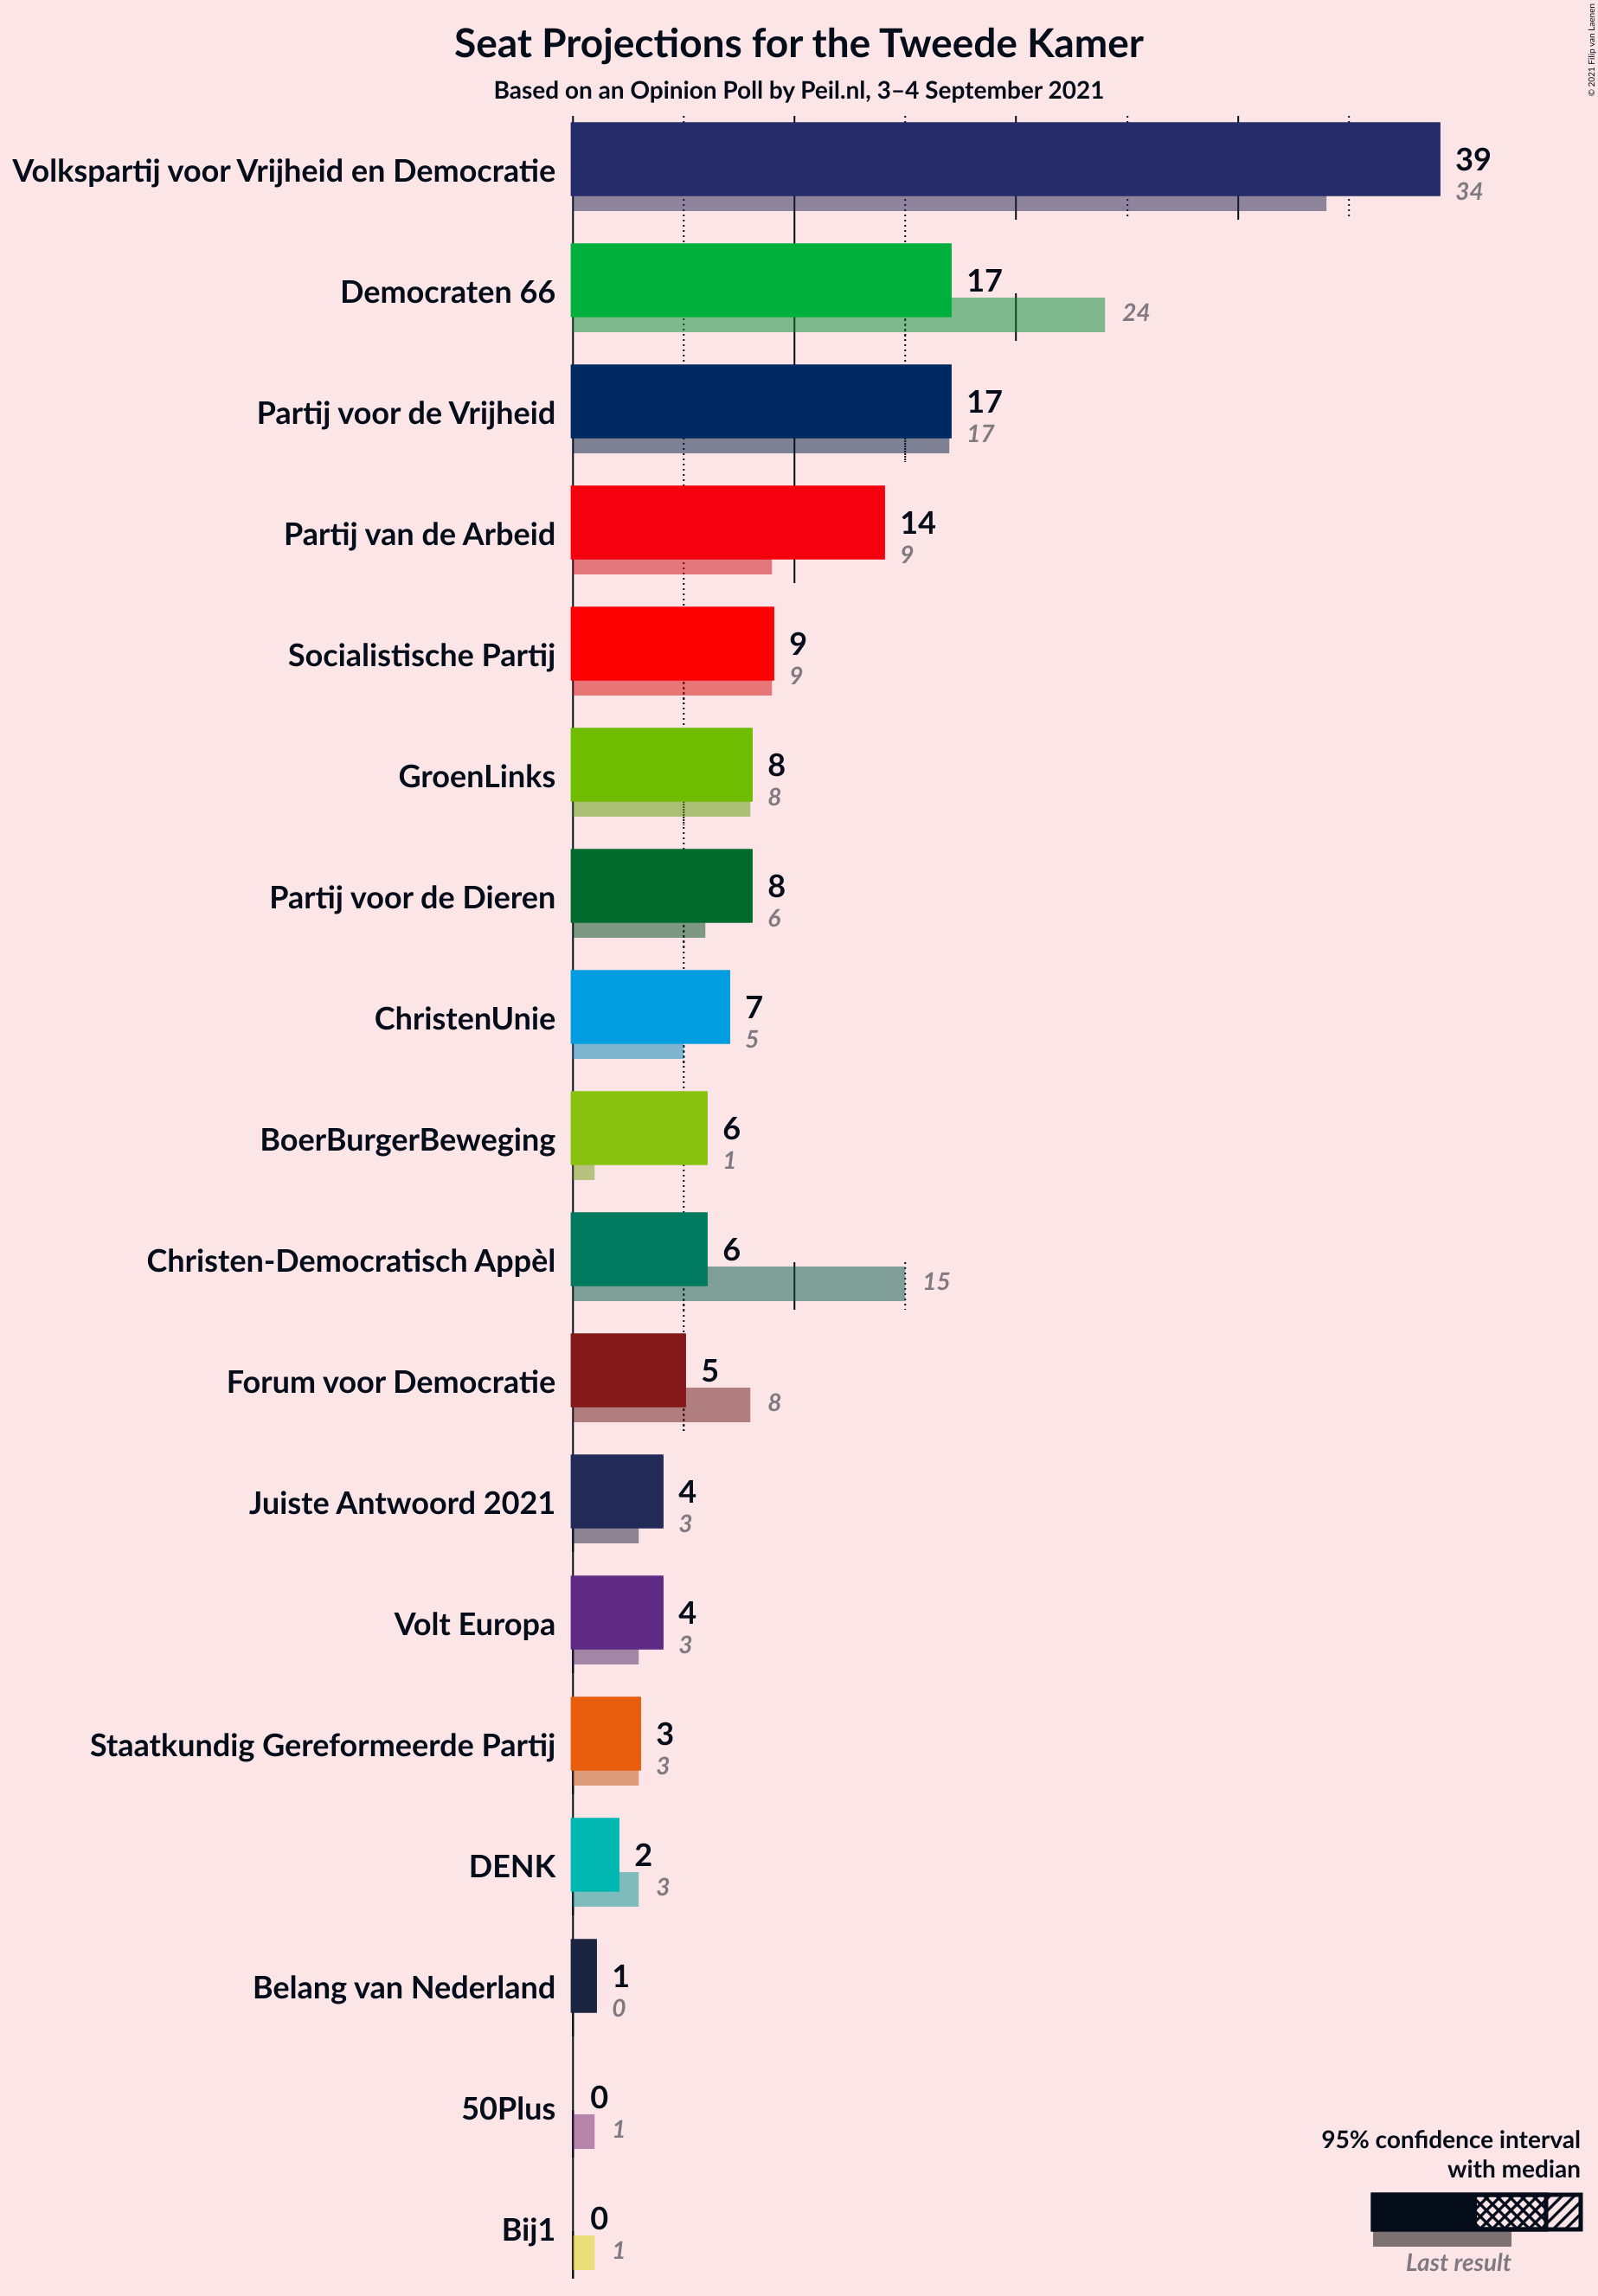 Seat Projections for the Tweede Kamer
Based on an Opinion Poll by Peil.nl, 3–4 September 2021
© 2021 Filip van Laenen
Volkspartij voor Vrijheid en Democratie
39
34
Democraten 66
17
24
Partij voor de Vrijheid
17
17
Partij van de Arbeid
14
9
Socialistische Partij
9
9
GroenLinks
8
8
Partij voor de Dieren
8
6
ChristenUnie
7
5
BoerBurgerBeweging
6
1
Christen-Democratisch Appèl
6
15
Forum voor Democratie
5
8
Juiste Antwoord 2021
4
3
Volt Europa
4
3
Staatkundig Gereformeerde Partij
3
3
DENK
2
3
Belang van Nederland
1
0
50Plus
0
1
Bij1
0
1
95% confidence interval
with median
Last result